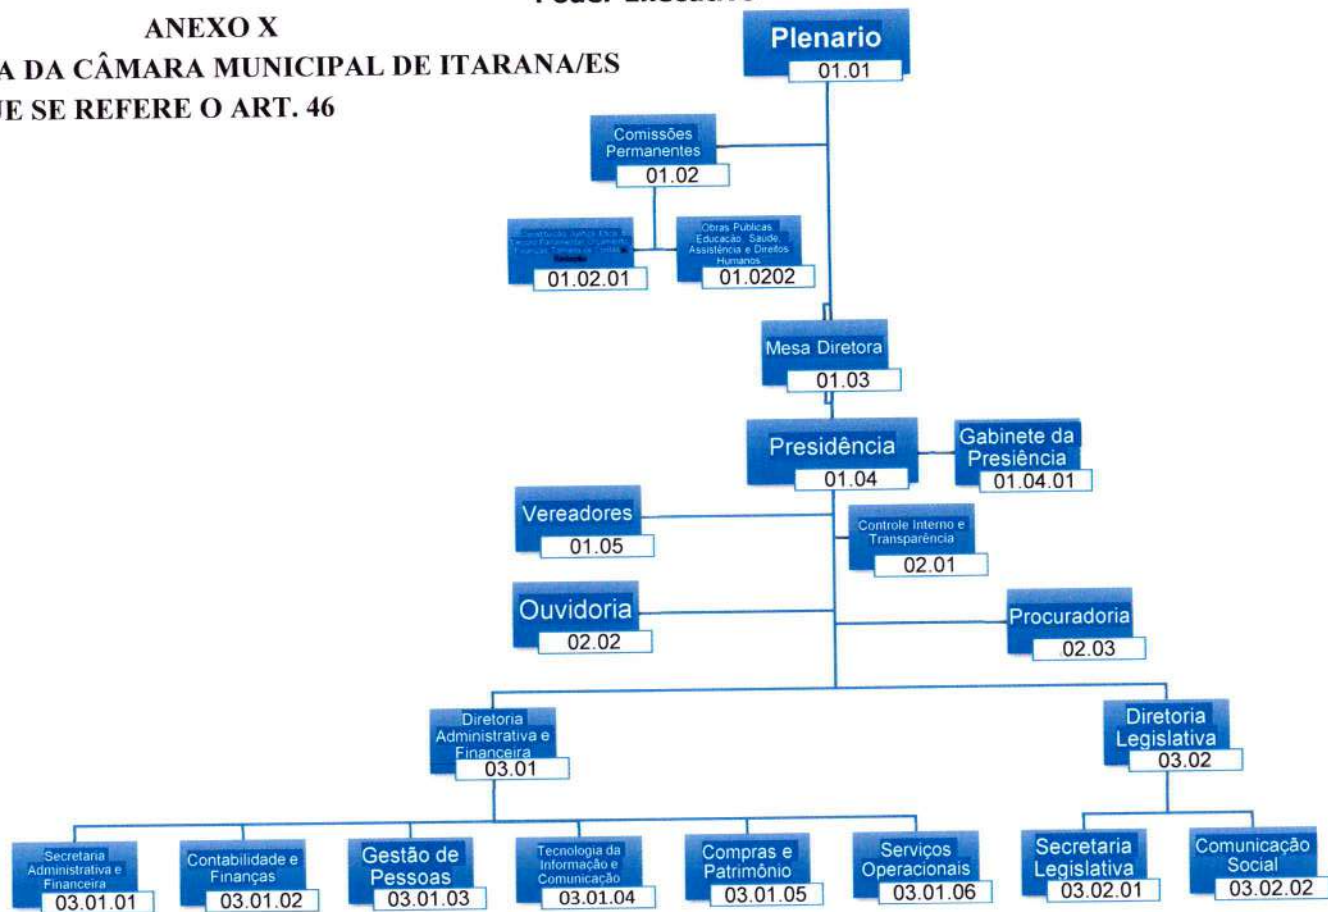 ANEXO X
A DA CÂMARA MUNICIPAL DE ITARANA/ES
UE SE REFERE O ART. 46
Plenario
01.01
Comissões
Permanentes
01.02
Redação
01.02.01
Obras Públicas
Educação, Saúde,
Assistência e Direitos
Humanos
01.0202
Mesa Diretora
01.03
Presidência
01.04
Gabinete da
Presiência
01.04.01
Vereadores
01.05
Controle Interno e
Transparência
02.01
Ouvidoria
02.02
Procuradoria
02.03
Diretoria
Administrativa e
Financeira
03.01
Diretoria
Legislativa
03.02
Secretaria
Administrativa e
Financeira
03.01.01
Contabilidade e
Finanças
03.01.02
Gestão de
Pessoas
03.01.03
Tecnologia da
Informação e
Comunicação
03.01.04
Compras e
Patrimônio
03.01.05
Serviços
Operacionais
03.01.06
Secretaria
Legislativa
03.02.01
Comunicação
Social
03.02.02